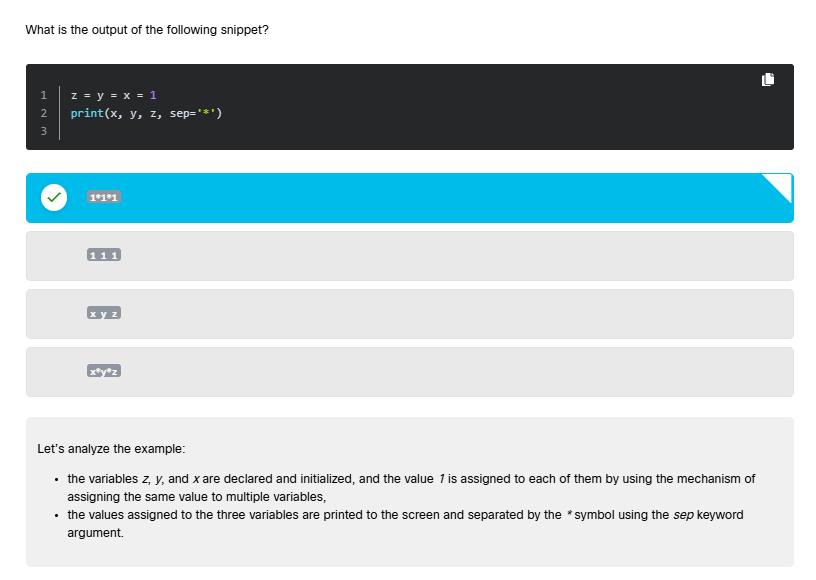 What is the output of the following snippet?
1 z = y = x = 1
2 print(x, y, z, sep='*')
3
1*1*1
1 1 1
x y z
x*y*z
Let's analyze the example:
• the variables z, y, and x are declared and initialized, and the value 1 is assigned to each of them by using the mechanism of
assigning the same value to multiple variables,
• the values assigned to the three variables are printed to the screen and separated by the * symbol using the sep keyword
argument.